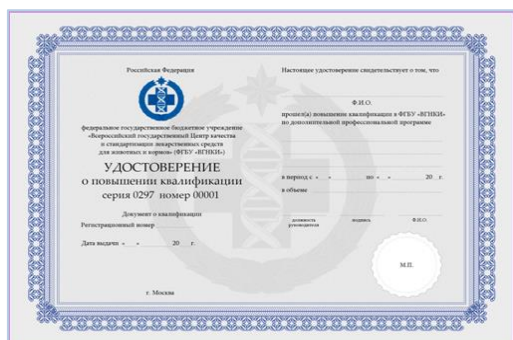 Российская Федерация
федеральное государственное бюджетное учреждение
«Всероссийский государственный Центр качества
и стандартизации лекарственных средств
для животных и кормов» (ФГБУ «ВГНКИ»)
УДОСТОВЕРЕНИЕ
о повышении квалификации
серия 0297 номер 00001
Документ о квалификации
Регистрационный номер
Дата выдачи « » 20 г.
г. Москва
Настоящее удостоверение свидетельствует о том, что
Ф.И.О.
прошел(а) повышении квалификации в ФГБУ «ВГНКИ»
по дополнительной профессиональной программе
в период с « » по « » 20 г.
в объеме
должность подпись Ф.И.О.
руководителя
М.П.